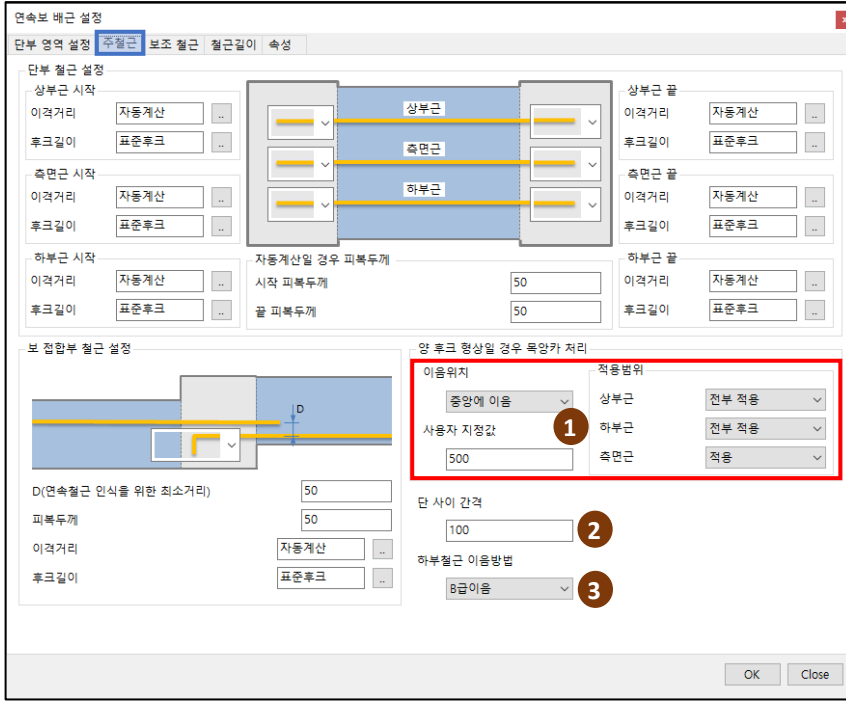 연속보 배근 설정
단부 영역 설정 주철근 보조 철근 철근길이 속성
단부 철근 설정
상부근 시작
이격거리 자동계산 ..
후크길이 표준후크 ..
측면근 시작
이격거리 자동계산 ..
후크길이 표준후크 ..
하부근 시작
이격거리 자동계산 ..
후크길이 표준후크 ..
상부근
측면근
하부근
자동계산일 경우 피복두께
시작 피복두께 50
끝 피복두께 50
상부근 끝
이격거리 자동계산 ..
후크길이 표준후크 ..
측면근 끝
이격거리 자동계산 ..
후크길이 표준후크 ..
하부근 끝
이격거리 자동계산 ..
후크길이 표준후크 ..
보 접합부 철근 설정
D
D(연속철근 인식을 위한 최소거리) 50
피복두께 50
이격거리 자동계산 ..
후크길이 표준후크 ..
양 후크 형상일 경우 목앙카 처리
이음위치
중앙에 이음
사용자 지정값
500
1
적용범위
상부근 전부 적용
하부근 전부 적용
측면근 적용
단 사이 간격
100 2
하부철근 이음방법
B급이음 3
OK Close